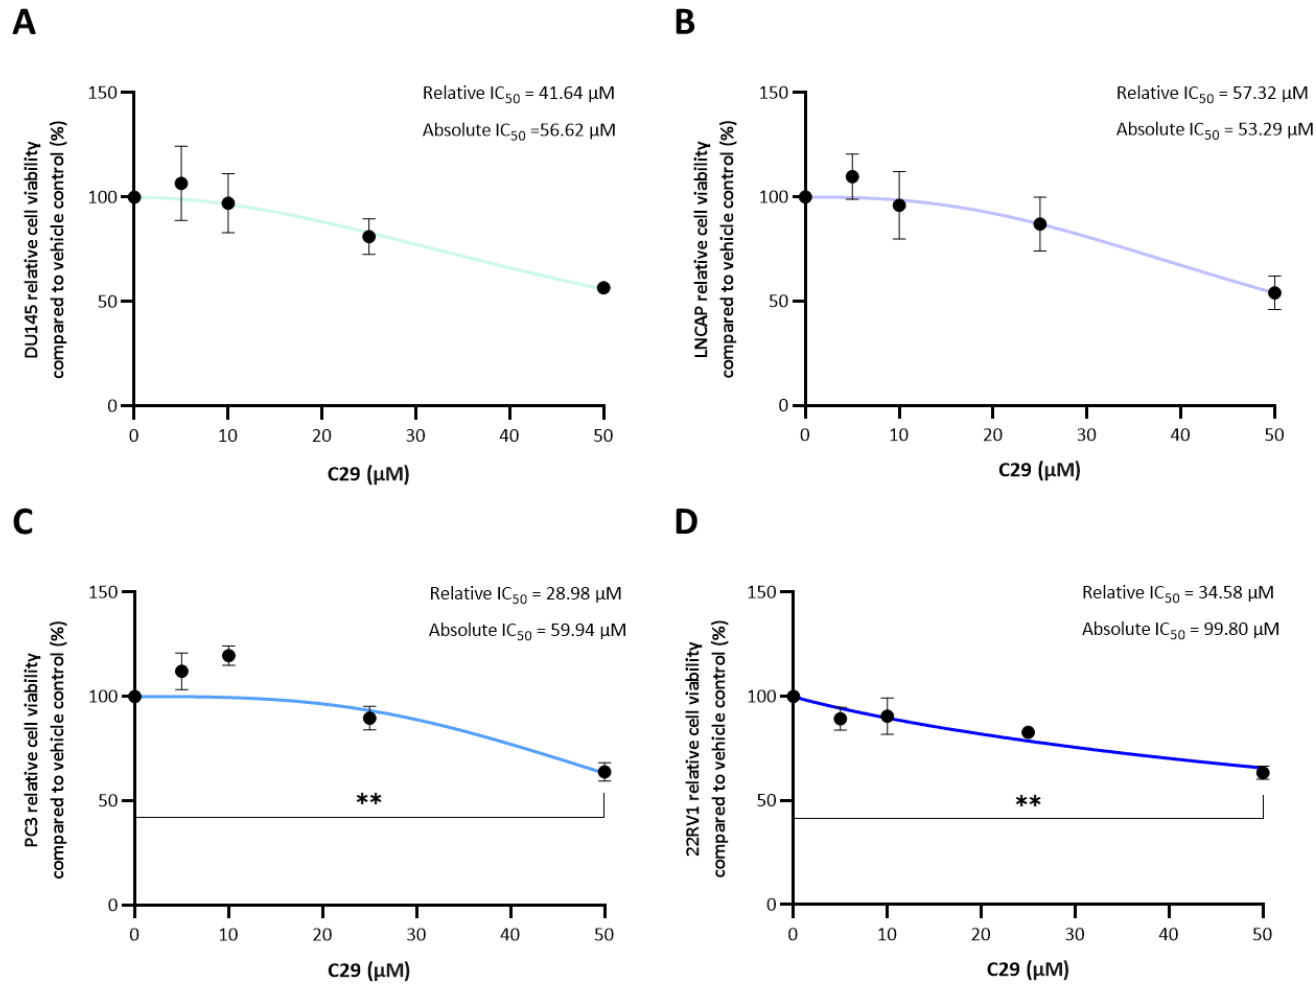 A
Relative IC50 = 41.64 µM
Absolute IC50 =56.62 µM
DU145 relative cell viability
compared to vehicle control (%)
150
100
50
0
0 10 20 30 40 50
C29 (µM)
B
Relative IC50 = 57.32 µM
Absolute IC50 = 53.29 µM
LNCAP relative cell viability
compared to vehicle control (%)
150
100
50
0
0 10 20 30 40 50
C29 (µM)
C
Relative IC50 = 28.98 µM
Absolute IC50 = 59.94 µM
PC3 relative cell viability
compared to vehicle control (%)
150
100
50
0
**
0 10 20 30 40 50
C29 (µM)
D
Relative IC50 = 34.58 µM
Absolute IC50 = 99.80 µM
22RV1 relative cell viability
compared to vehicle control (%)
150
100
50
0
**
0 10 20 30 40 50
C29 (µM)